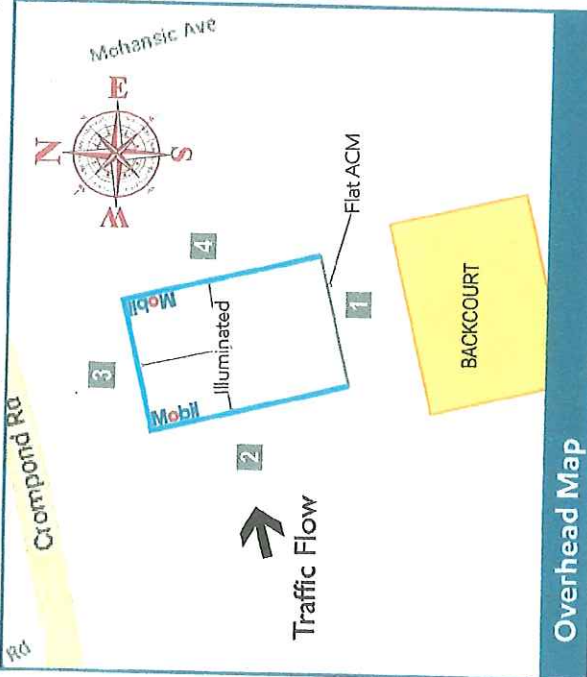 Mohansic Ave
N
E
S
W
Crompond Rd
Rd
3
4
Mobil
Mobil
Illuminated
2
1
Flat ACM
Traffic Flow
BACKCOURT
Overhead Map